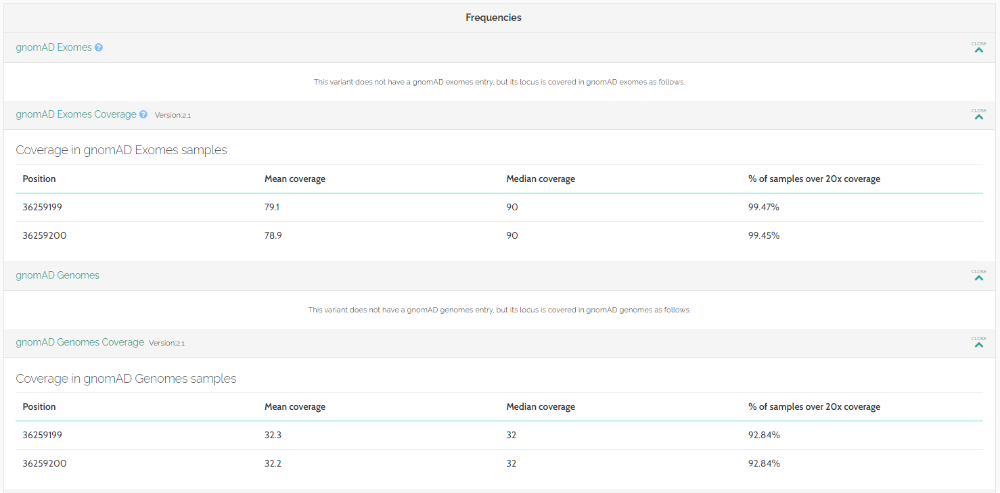 Frequencies
gnomAD Exomes ?
CLOSE
This variant does not have a gnomAD exomes entry, but its locus is covered in gnomAD exomes as follows.
gnomAD Exomes Coverage ? Version:2.1
CLOSE
Coverage in gnomAD Exomes samples
Position Mean coverage Median coverage % of samples over 20x coverage
36259199 79.1 90 99.47%
36259200 78.9 90 99.45%
gnomAD Genomes
CLOSE
This variant does not have a gnomAD genomes entry, but its locus is covered in gnomAD genomes as follows.
gnomAD Genomes Coverage Version:2.1
CLOSE
Coverage in gnomAD Genomes samples
Position Mean coverage Median coverage % of samples over 20x coverage
36259199 32.3 32 92.84%
36259200 32.2 32 92.84%